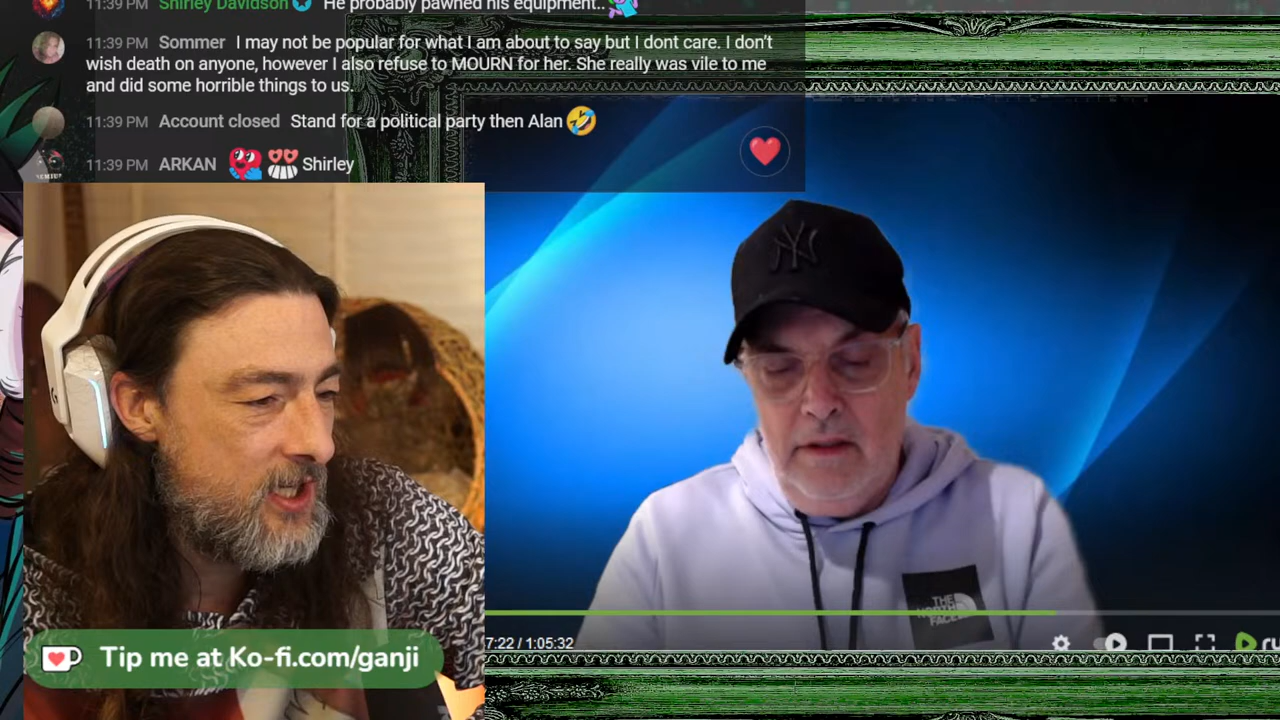 11:39 PM Shirley Davidson He probably pawned his equipment..
11:39 PM Sommer I may not be popular for what I am about to say but I dont care. I don't
wish death on anyone, however I also refuse to MOURN for her. She really was vile to me
and did some horrible things to us.
11:39 PM Account closed Stand for a political party then Alan
11:39 PM ARKAN Shirley
NY
THE
NORTH
FACE
7:22 / 1:05:32
Tip me at Ko-fi.com/ganji